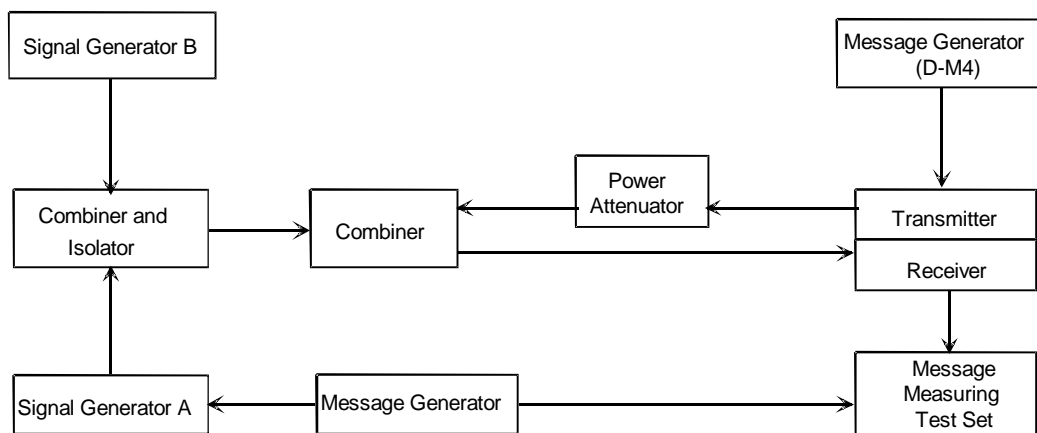 Signal Generator B
Message Generator
(D-M4)
Power
Attenuator
Combiner and
Isolator
Combiner
Transmitter
Receiver
Signal Generator A
Message Generator
Message
Measuring
Test Set